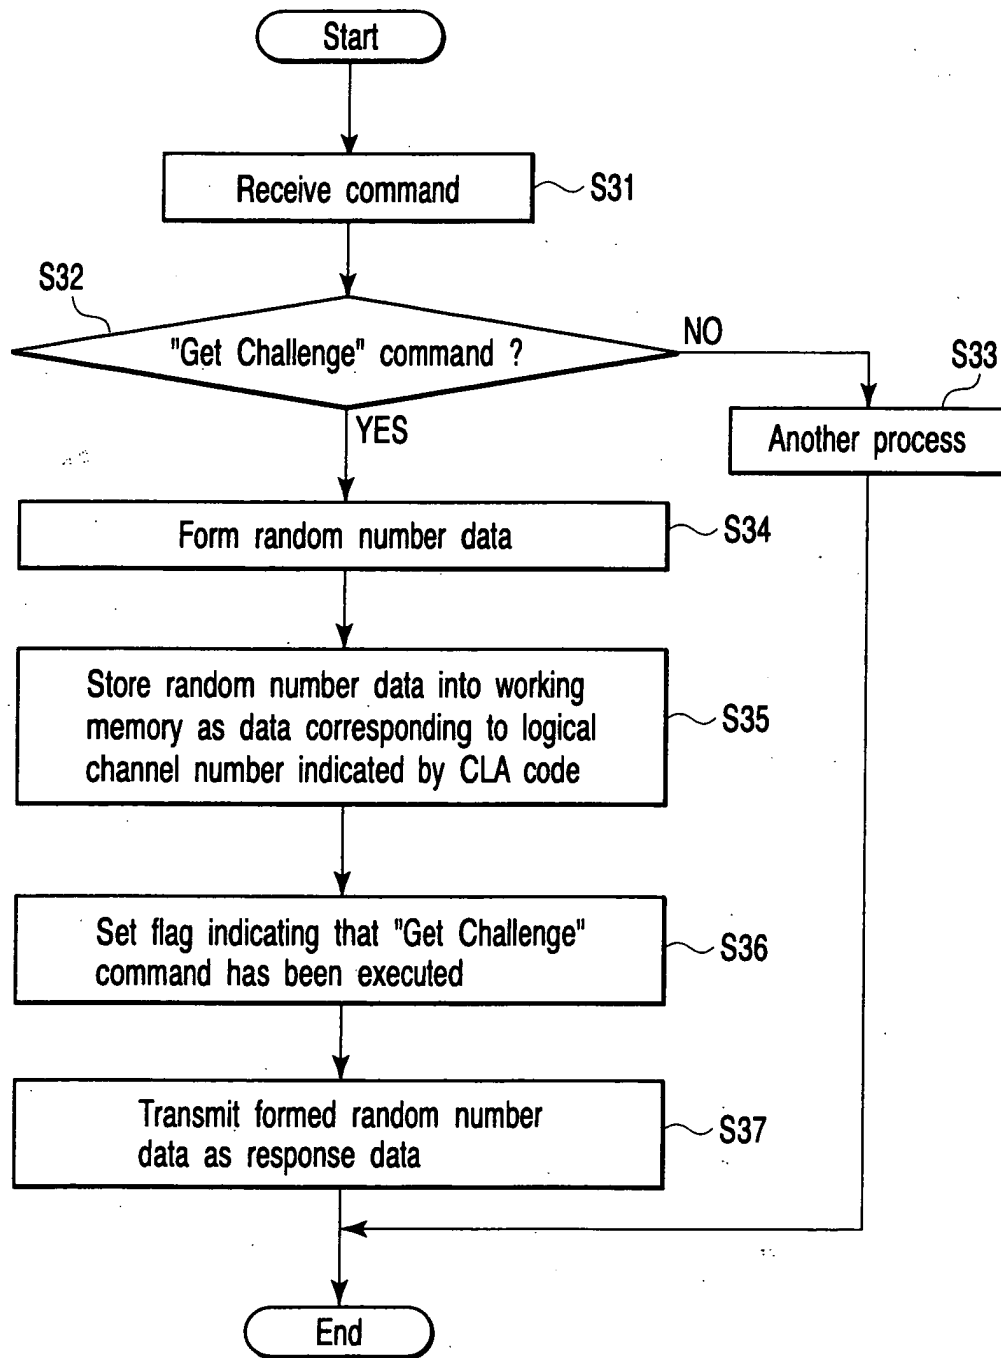 Start
Receive command
S31
S32
"Get Challenge" command ?
NO
S33
Another process
YES
Form random number data
S34
Store random number data into working
memory as data corresponding to logical
channel number indicated by CLA code
S35
Set flag indicating that "Get Challenge"
command has been executed
S36
Transmit formed random number
data as response data
S37
End